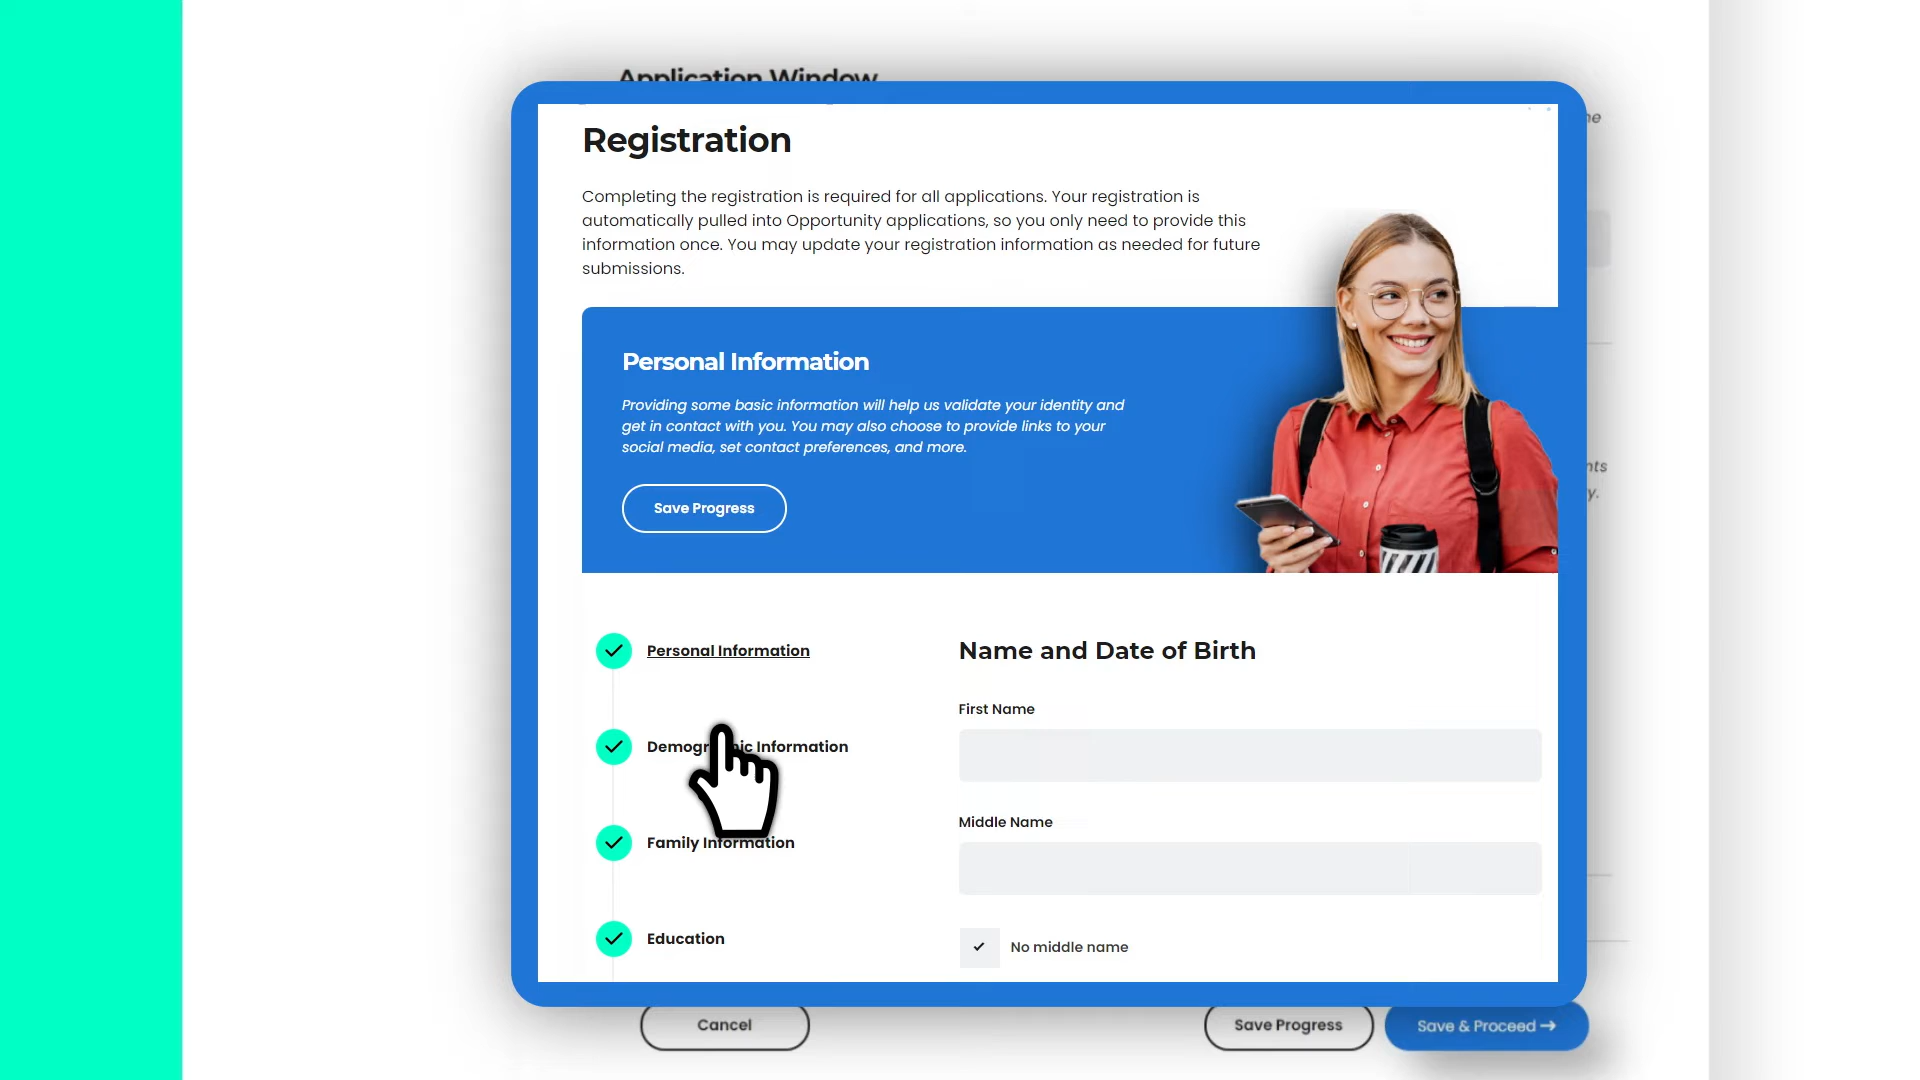 Application Window
Registration
Completing the registration is required for all applications. Your registration is
automatically pulled into Opportunity applications, so you only need to provide this
information once. You may update your registration information as needed for future
submissions.
Personal Information
Providing some basic information will help us validate your identity and
get in contact with you. You may also choose to provide links to your
social media, set contact preferences, and more.
Save Progress
Personal Information
Demographic Information
Family Information
Education
Name and Date of Birth
First Name
Middle Name
No middle name
Cancel
Save Progress
Save & Proceed →